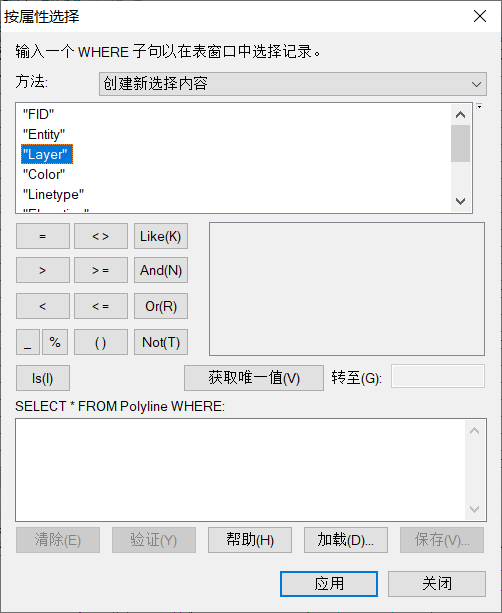 按属性选择
输入一个 WHERE 子句以在表窗口中选择记录。
方法: 创建新选择内容
"FID"
"Entity"
"Layer"
"Color"
"Linetype"
= < > Like(K)
> > = And(N)
< < = Or(R)
_ % ( ) Not(T)
Is(I) 获取唯一值(V) 转至(G):
SELECT * FROM Polyline WHERE:
清除(E) 验证(Y) 帮助(H) 加载(D)... 保存(V)...
应用 关闭